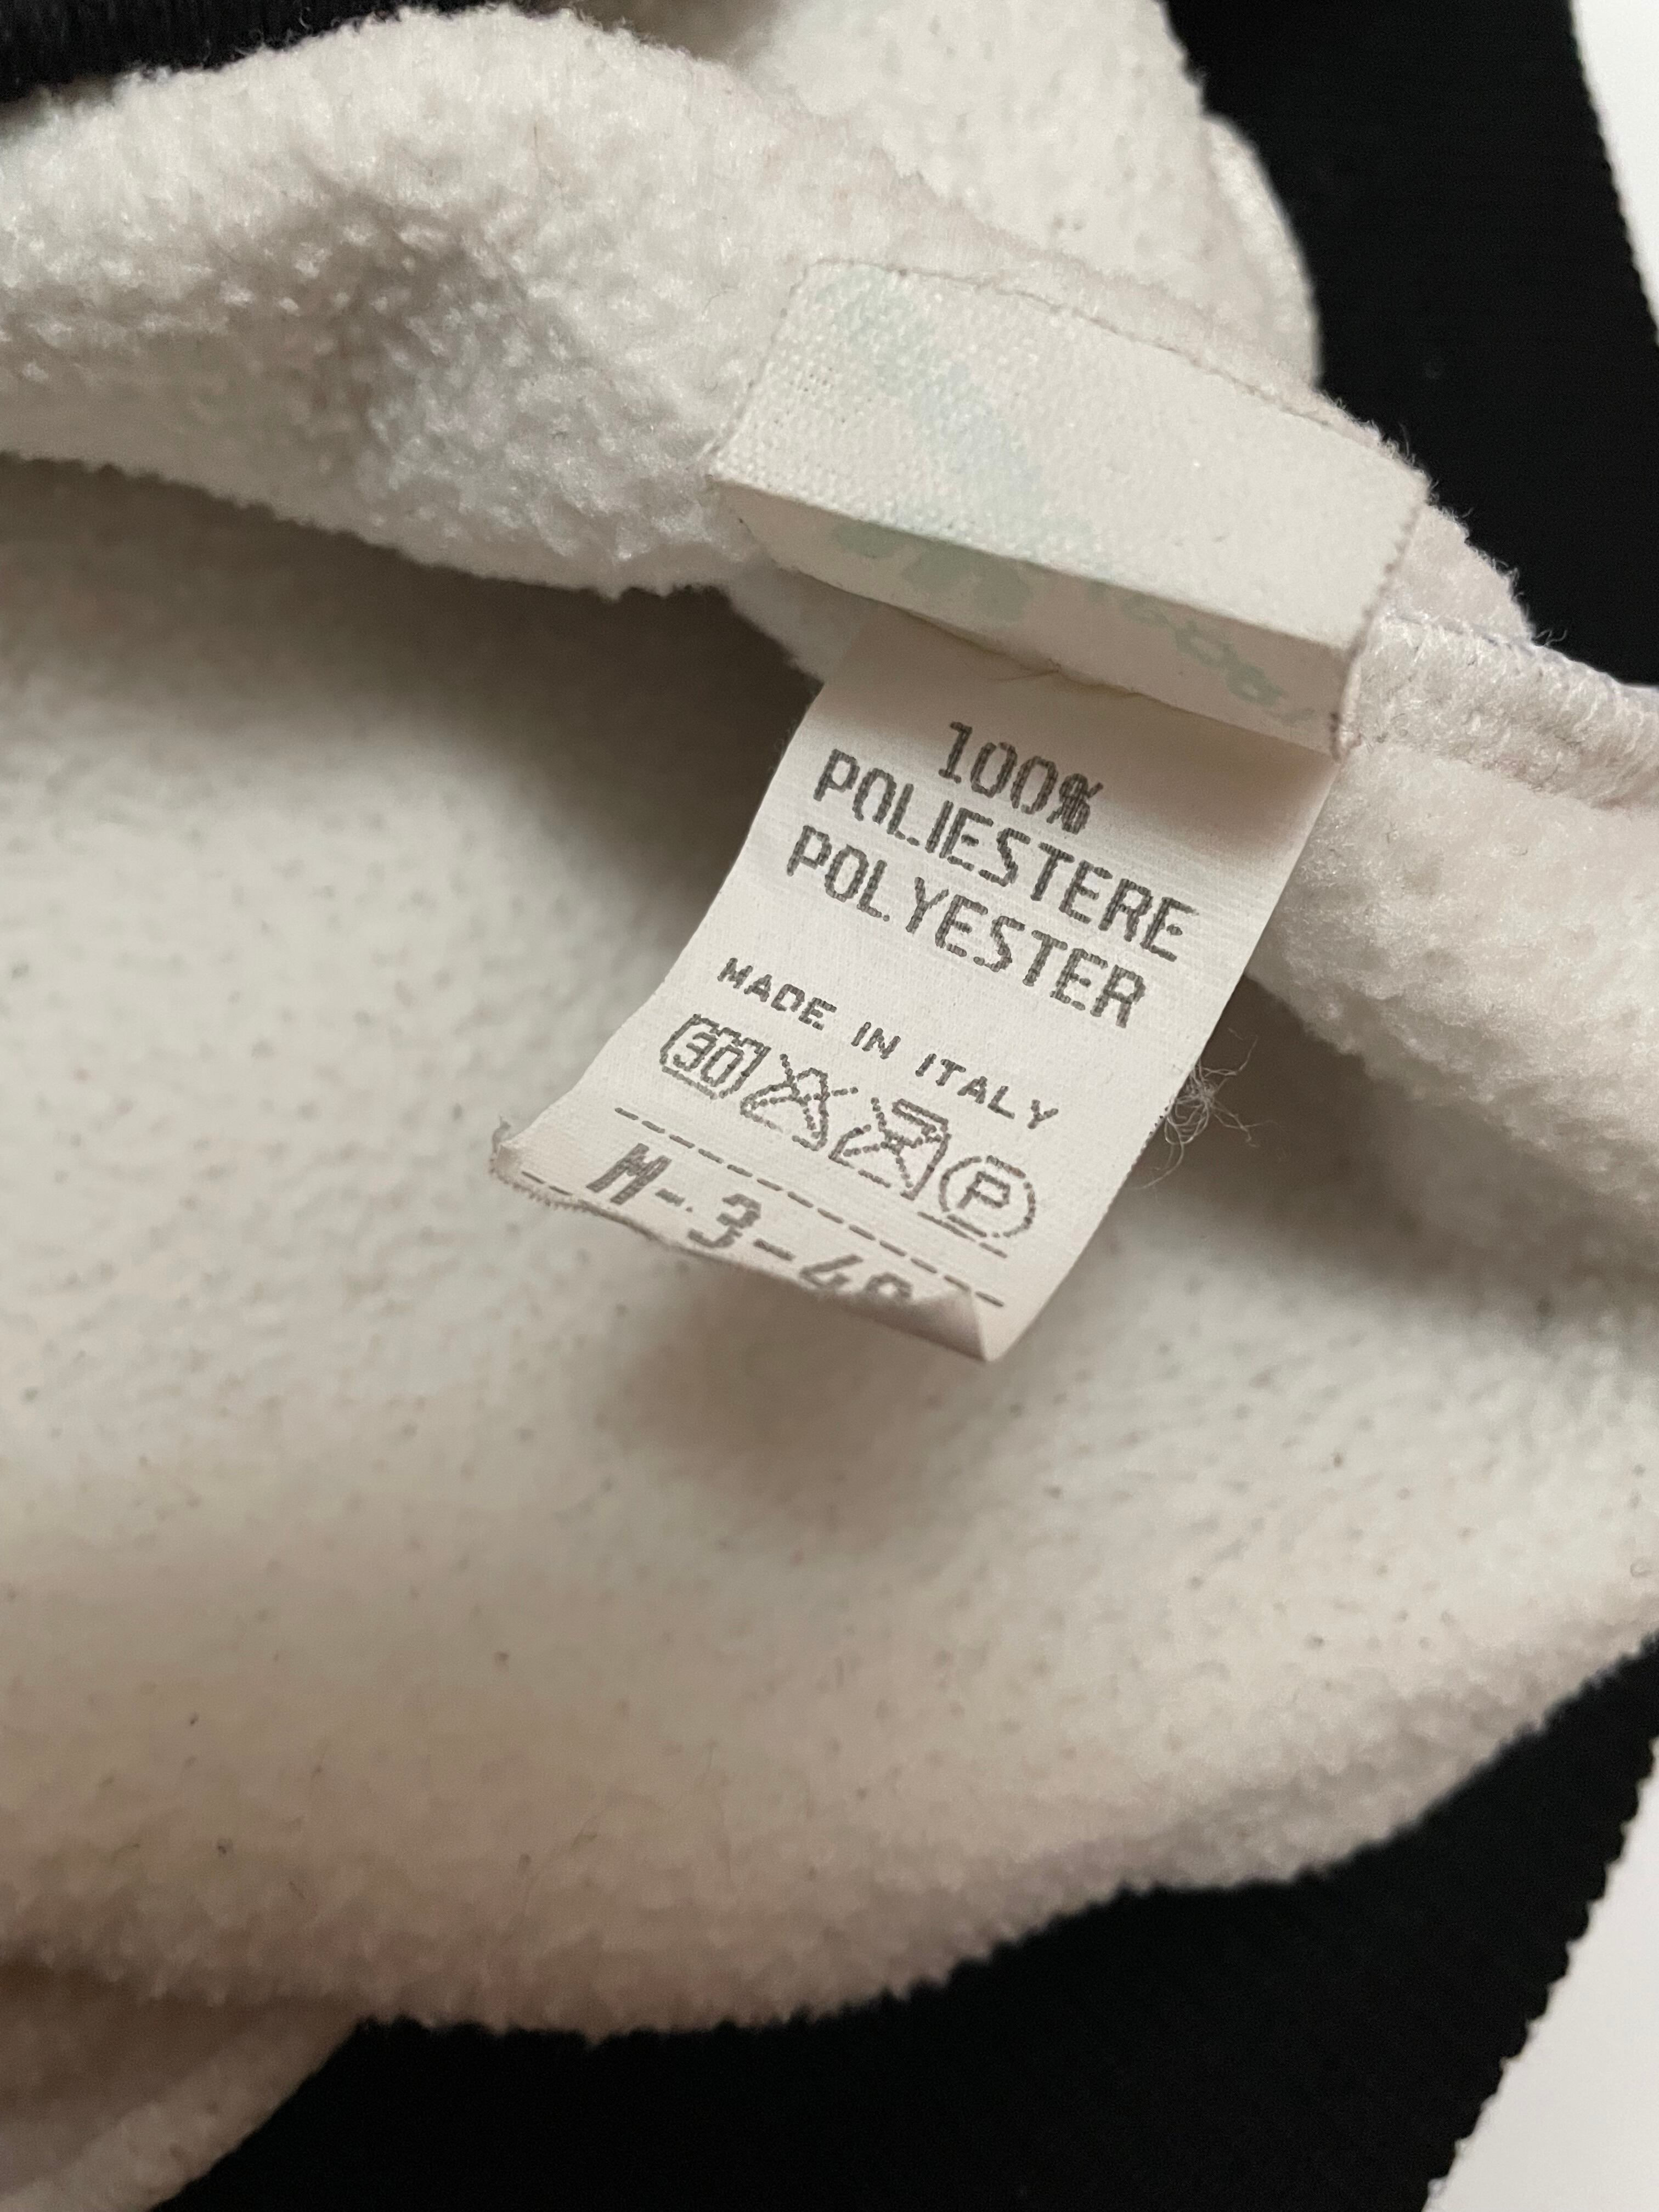 100%
POLIESTERE
POLYESTER
MADE IN ITALY
30 P
M-3-48